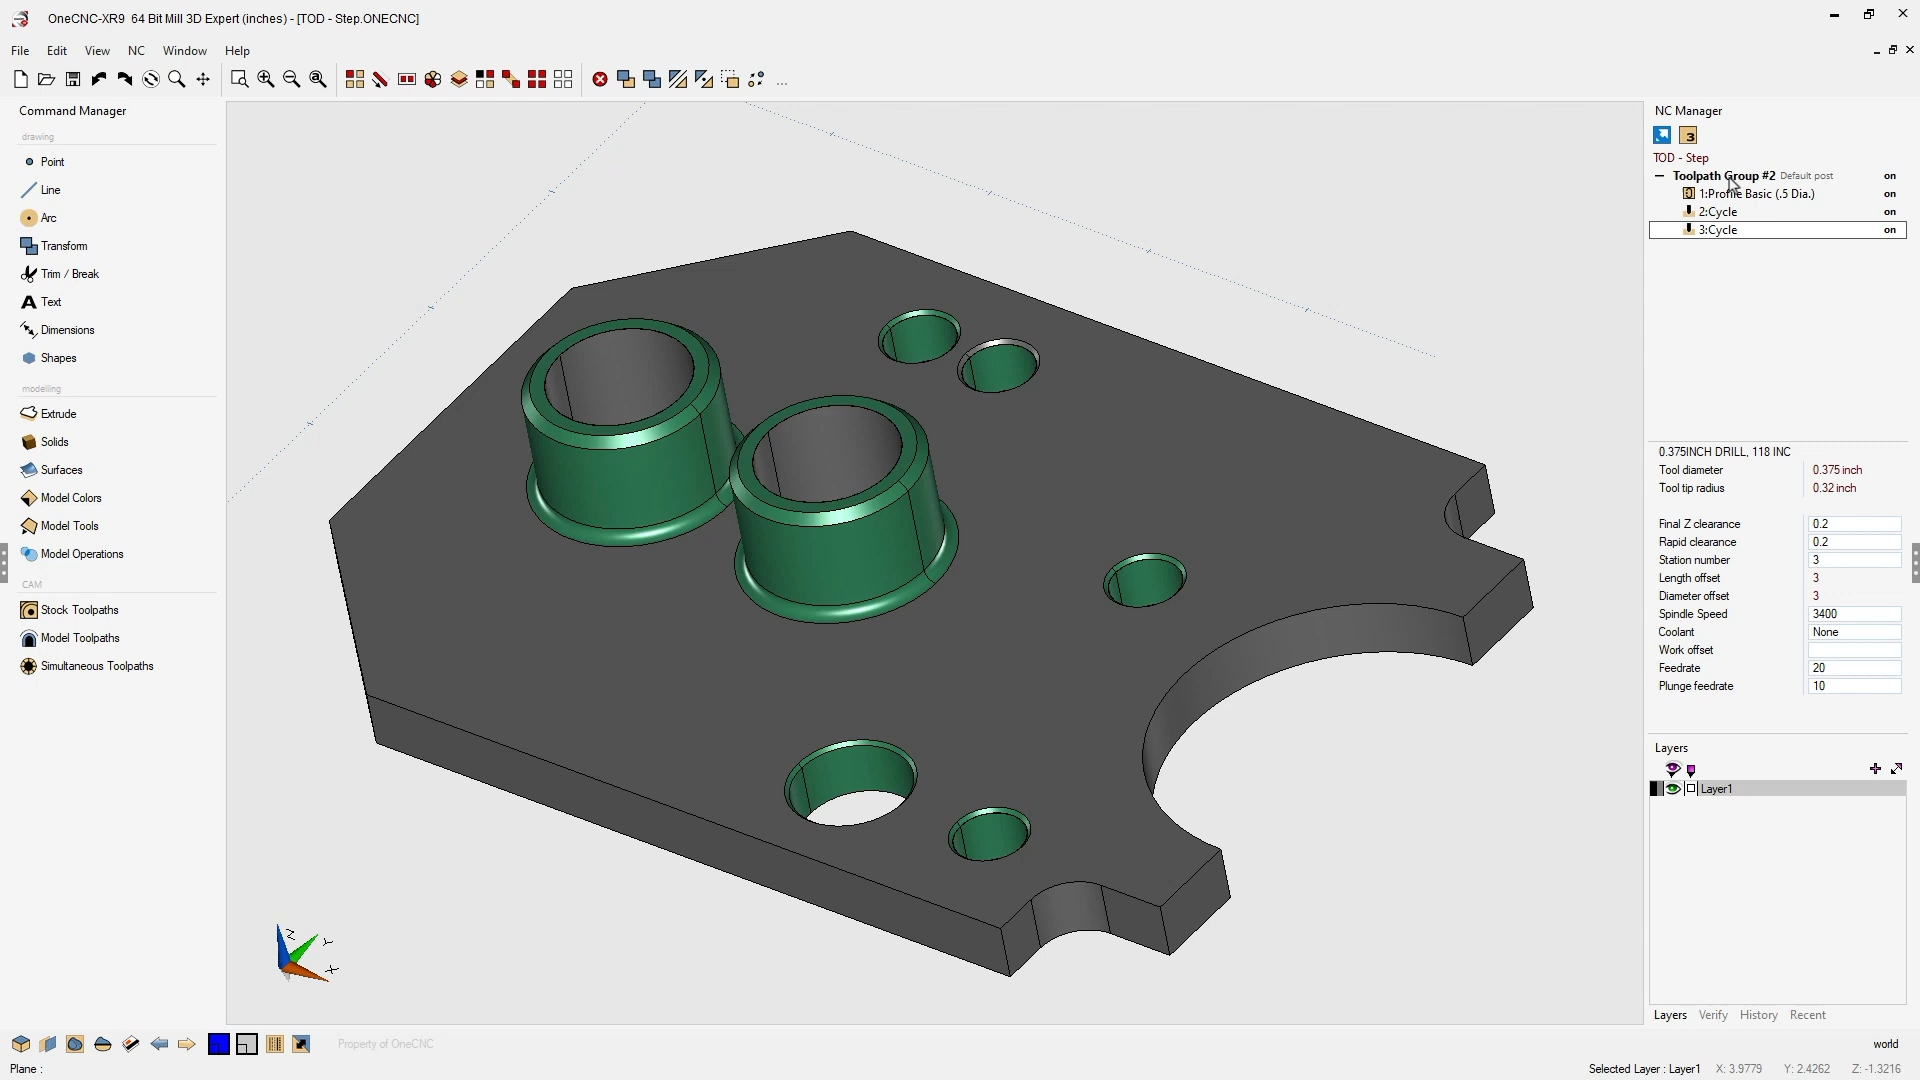 OneCNC-XR9 64 Bit Mill 3D Expert (inches) - [TOD - Step.ONECNC]
File Edit View NC Window Help
Command Manager
drawing
Point
Line
Arc
Transform
Trim / Break
Text
Dimensions
Shapes
modelling
Extrude
Solids
Surfaces
Model Colors
Model Tools
Model Operations
CAM
Stock Toolpaths
Model Toolpaths
Simultaneous Toolpaths
Z Y
X
NC Manager
3
TOD - Step
Toolpath Group #2 Default post on
1:Profile Basic (.5 Dia.) on
2:Cycle on
3:Cycle on
0.375INCH DRILL, 118 INC
Tool diameter 0.375 inch
Tool tip radius 0.32 inch
Final Z clearance 0.2
Rapid clearance 0.2
Station number 3
Length offset 3
Diameter offset 3
Spindle Speed 3400
Coolant None
Work offset
Feedrate 20
Plunge feedrate 10
Layers
Layer1
Layers Verify History Recent
Property of OneCNC world
Plane : Selected Layer : Layer1 X: 3.9779 Y: 2.4262 Z: -1.3216